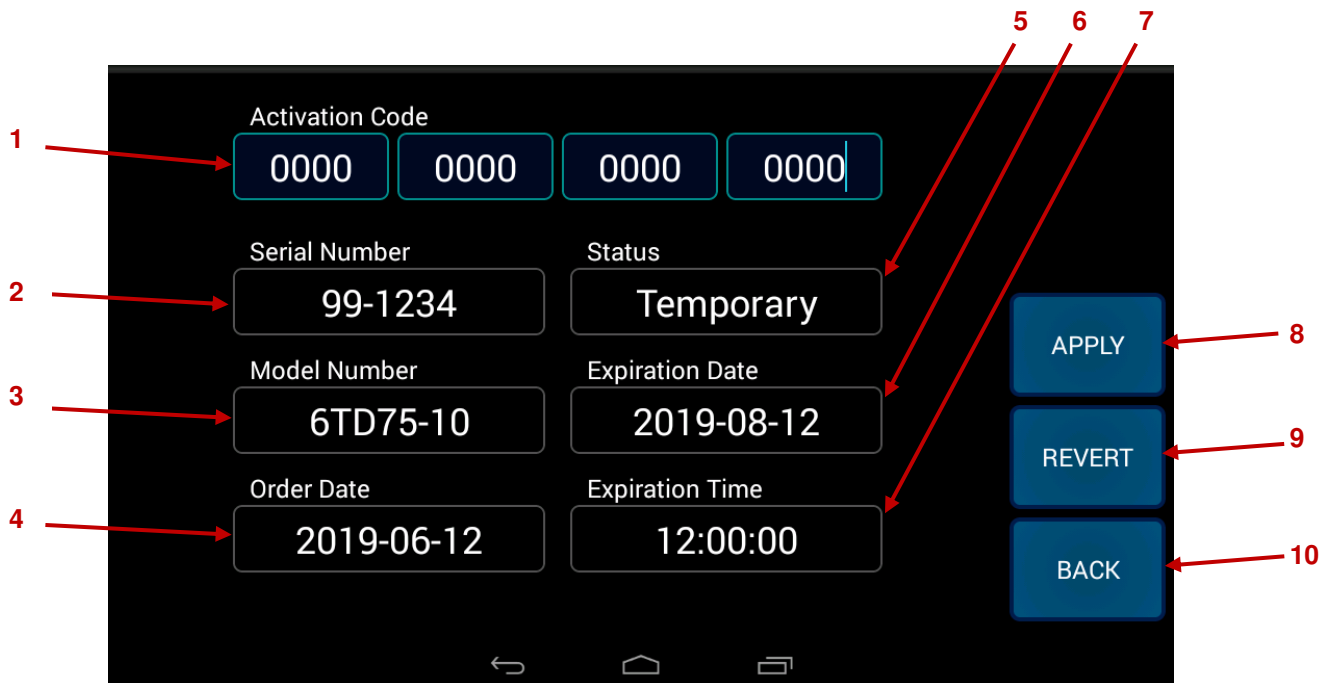 5 6 7
1
Activation Code
0000 0000 0000 0000
Serial Number Status
2
99-1234 Temporary
8
APPLY
Model Number Expiration Date
3
6TD75-10 2019-08-12
9
REVERT
Order Date Expiration Time
4
2019-06-12 12:00:00
10
BACK